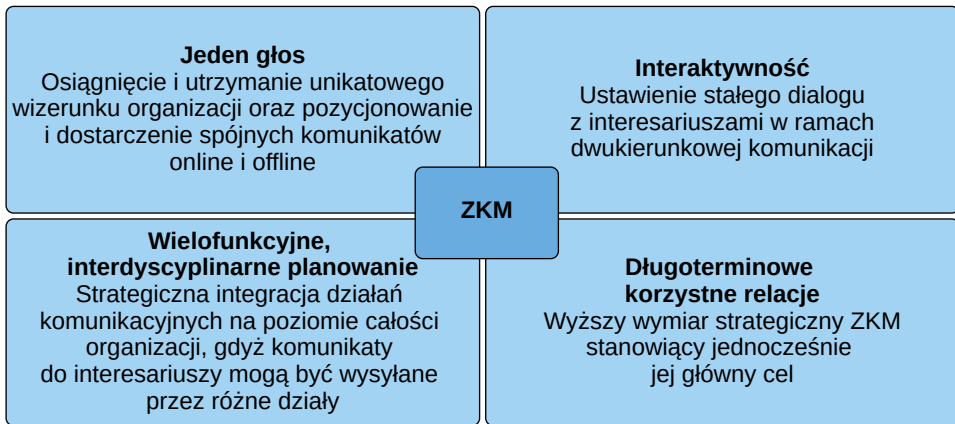 Jeden głos
Osiągnięcie i utrzymanie unikatowego
wizerunku organizacji oraz pozycjonowanie
i dostarczenie spójnych komunikatów
online i offline
Interaktywność
Ustawienie stałego dialogu
z interesariuszami w ramach
dwukierunkowej komunikacji
ZKM
Wielofunkcyjne,
interdyscyplinarne planowanie
Strategiczna integracja działań
komunikacyjnych na poziomie całości
organizacji, gdyż komunikaty
do interesariuszy mogą być wysyłane
przez różne działy
Długoterminowe
korzystne relacje
Wyższy wymiar strategiczny ZKM
stanowiący jednocześnie
jej główny cel